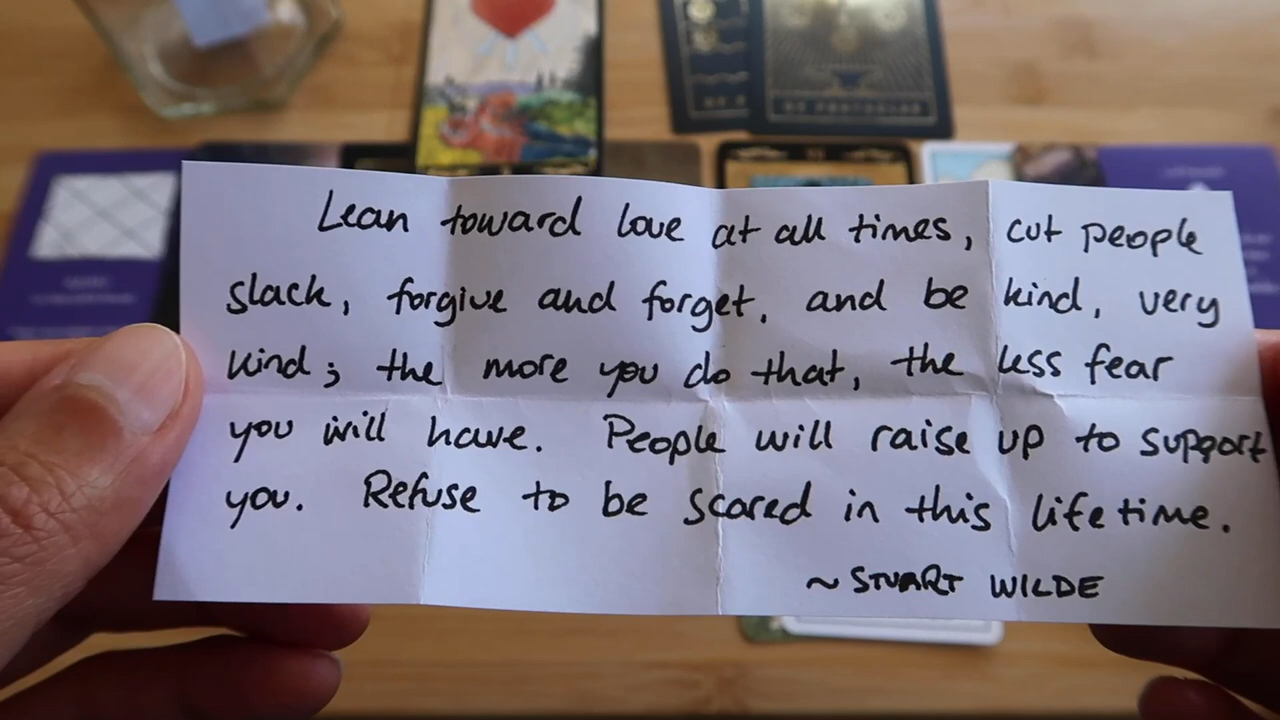 Lean toward love at all times, cut people
slack, forgive and forget, and be kind, very
kind; the more you do that, the less fear
you will have. People will raise up to support
you. Refuse to be scared in this lifetime.
~ STUART WILDE